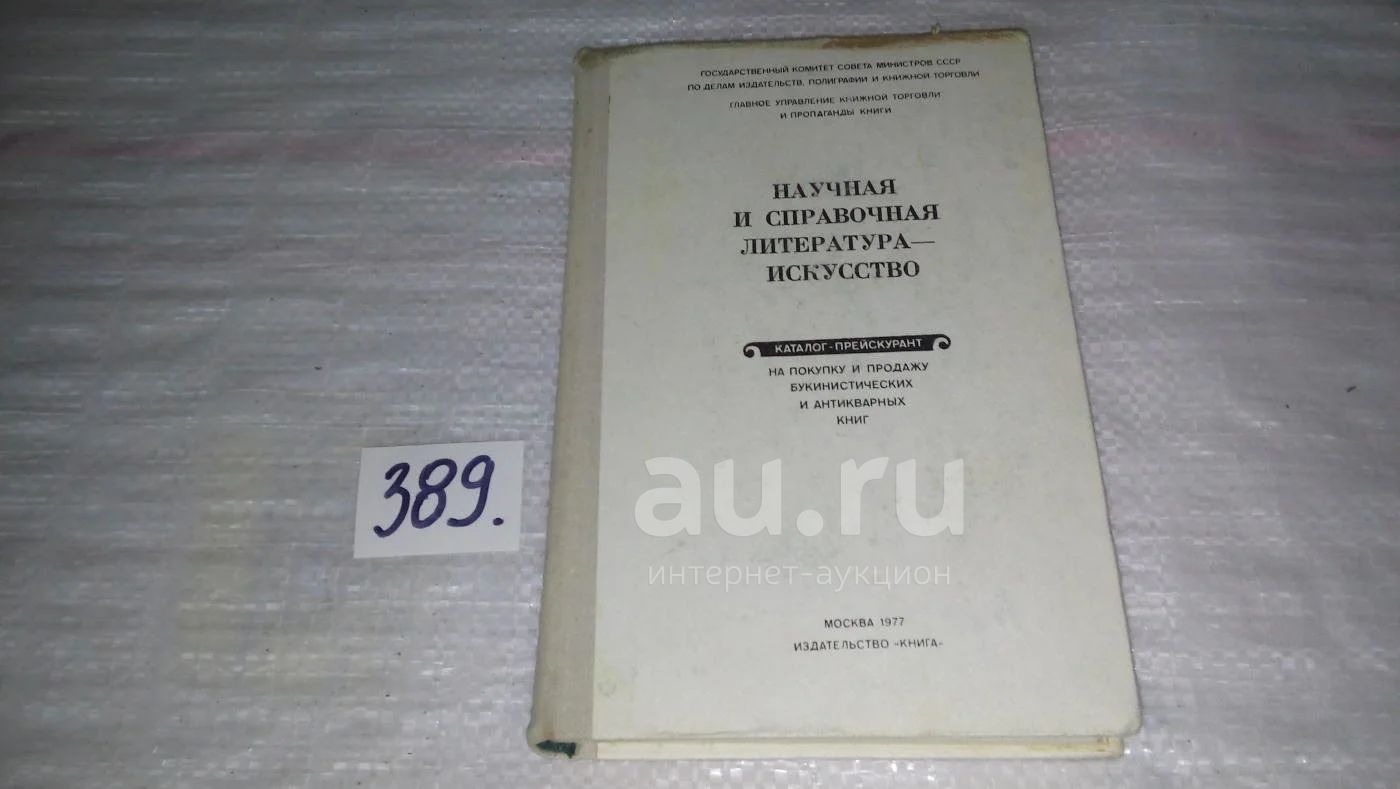 ГОСУДАРСТВЕННЫЙ КОМИТЕТ СОВЕТА МИНИСТРОВ СССР
ПО ДЕЛАМ ИЗДАТЕЛЬСТВ, ПОЛИГРАФИИ И КНИЖНОЙ ТОРГОВЛИ
ГЛАВНОЕ УПРАВЛЕНИЕ КНИЖНОЙ ТОРГОВЛИ
И ПРОПАГАНДЫ КНИГИ
НАУЧНАЯ
И СПРАВОЧНАЯ
ЛИТЕРАТУРА—
ИСКУССТВО
КАТАЛОГ-ПРЕЙСКУРАНТ
НА ПОКУПКУ И ПРОДАЖУ
БУКИНИСТИЧЕСКИХ
И АНТИКВАРНЫХ
КНИГ
389.
au.ru
интернет-аукцион
МОСКВА 1977
ИЗДАТЕЛЬСТВО «КНИГА»